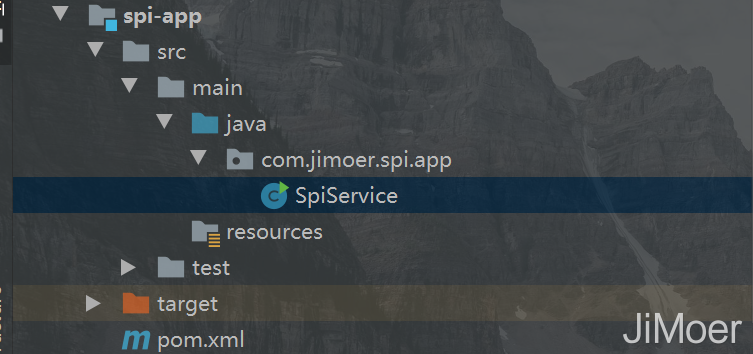 spi-app
src
main
java
com.jimoer.spi.app
SpiService
resources
test
target
pom.xml
JiMoer